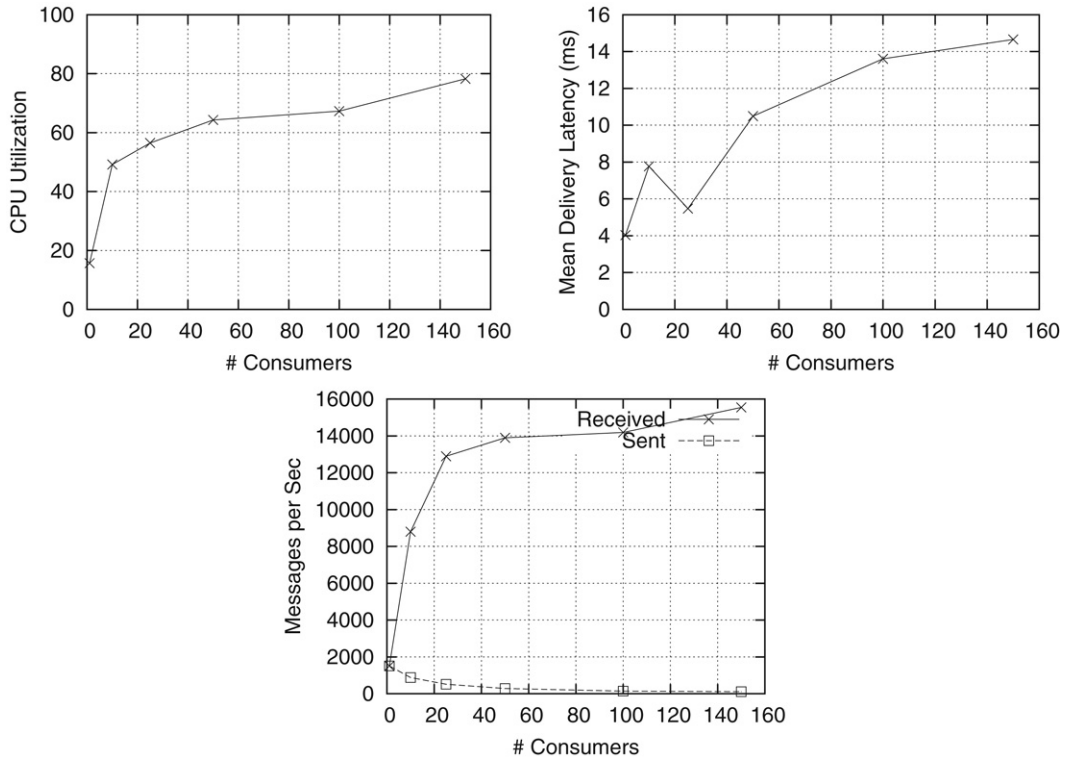 100
80
60
40
20
0
CPU Utilization
0 20 40 60 80 100 120 140 160
# Consumers
16
14
12
10
8
6
4
2
0
Mean Delivery Latency (ms)
0 20 40 60 80 100 120 140 160
# Consumers
16000
14000
12000
10000
8000
6000
4000
2000
0
Messages per Sec
Received
Sent
0 20 40 60 80 100 120 140 160
# Consumers